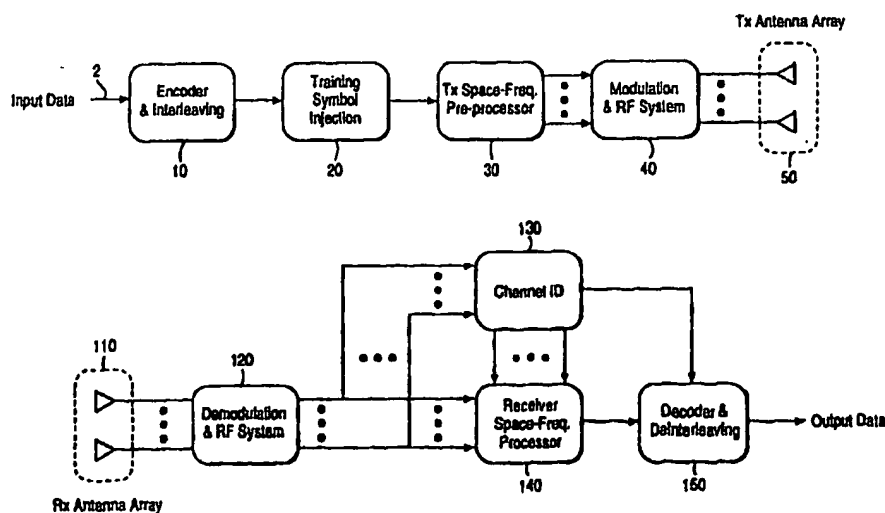 Tx Antenna Array
Input Data
2
Encoder
& Interleaving
10
Training
Symbol
Injection
20
Tx Space-Freq.
Pre-processor
30
Modulation
& RF System
40
50
130
Channel ID
110
120
Demodulation
& RF System
Receiver
Space-Freq.
Processor
140
Decoder &
Deinterleaving
150
Output Data
Rx Antenna Array